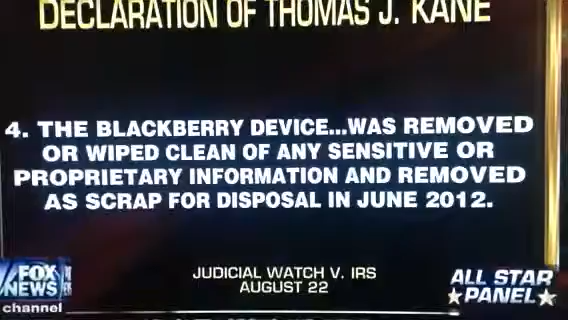 DECLARATION OF THOMAS J. KANE
4. THE BLACKBERRY DEVICE...WAS REMOVED
OR WIPED CLEAN OF ANY SENSITIVE OR
PROPRIETARY INFORMATION AND REMOVED
AS SCRAP FOR DISPOSAL IN JUNE 2012.
JUDICIAL WATCH V. IRS
AUGUST 22
FOX
NEWS
channel
ALL STAR
★PANEL★